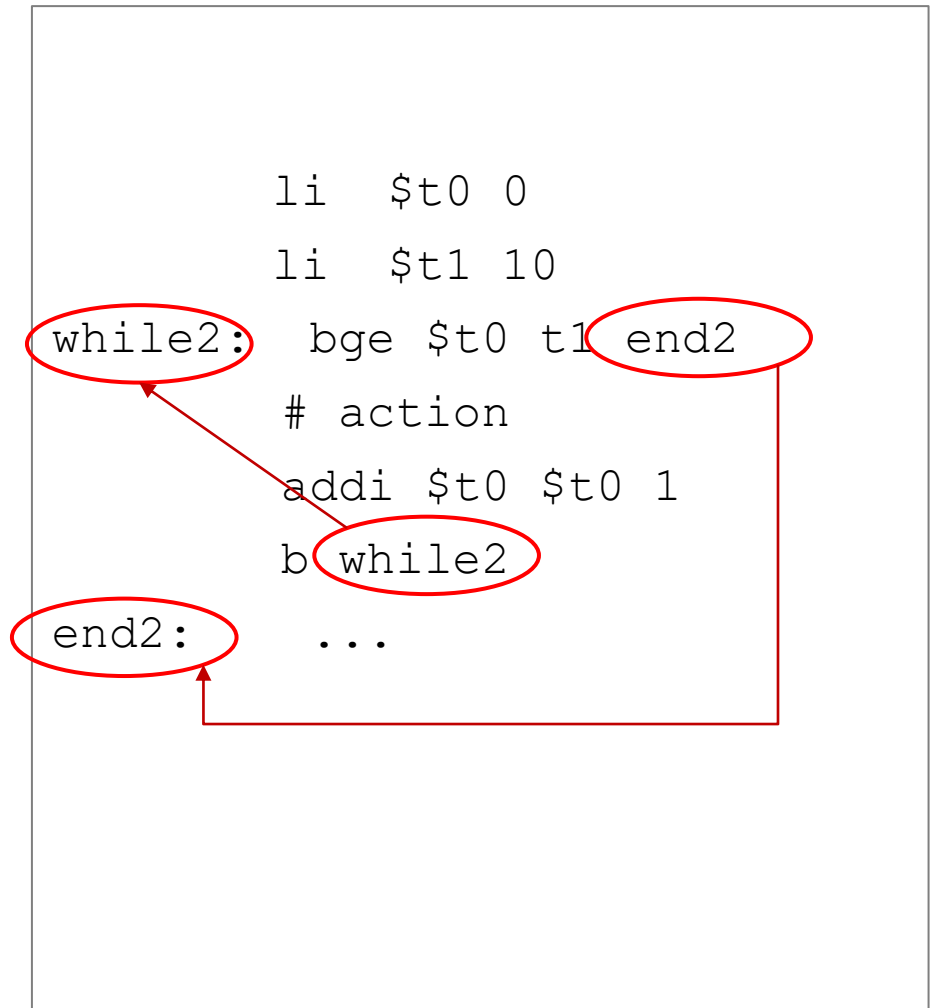 li $t0 0
li $t1 10
while2: bge $t0 t1 end2
# action
addi $t0 $t0 1
b while2
end2: ...